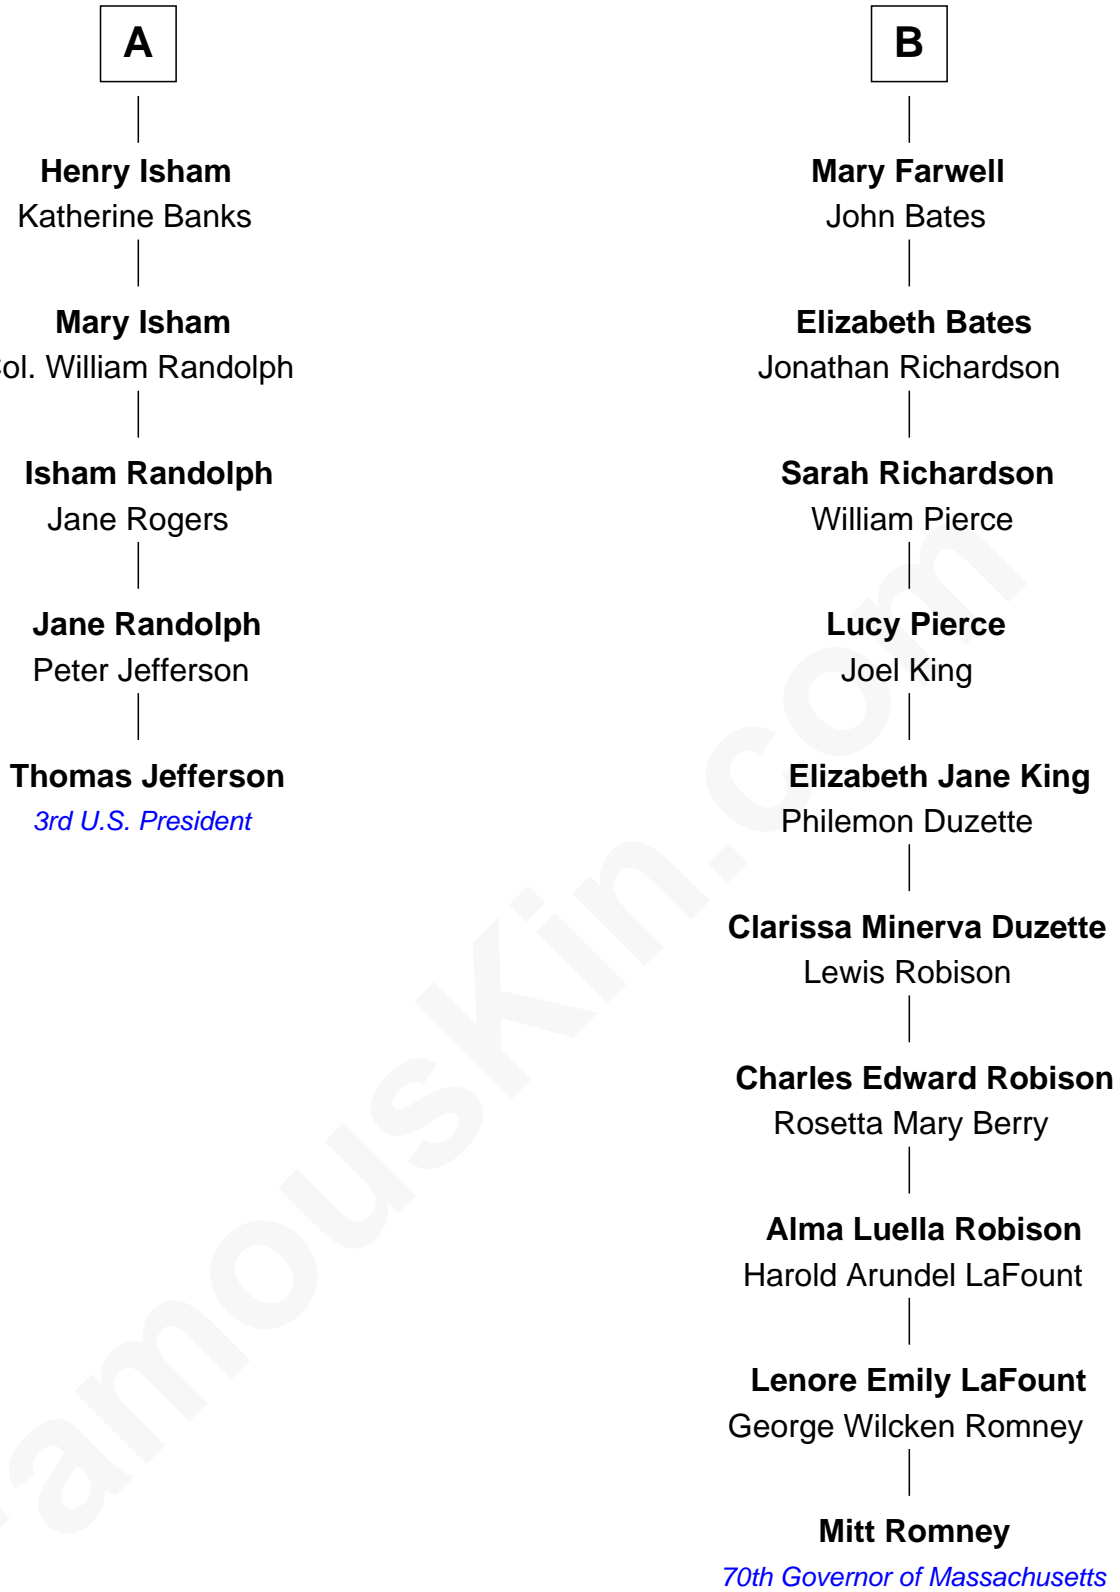 A
Henry Isham
Katherine Banks
Mary Isham
ol. William Randolph
Isham Randolph
Jane Rogers
Jane Randolph
Peter Jefferson
Thomas Jefferson
3rd U.S. President
B
Mary Farwell
John Bates
Elizabeth Bates
Jonathan Richardson
Sarah Richardson
William Pierce
Lucy Pierce
Joel King
Elizabeth Jane King
Philemon Duzette
Clarissa Minerva Duzette
Lewis Robison
Charles Edward Robison
Rosetta Mary Berry
Alma Luella Robison
Harold Arundel LaFount
Lenore Emily LaFount
George Wilcken Romney
Mitt Romney
70th Governor of Massachusetts
amousKin.com